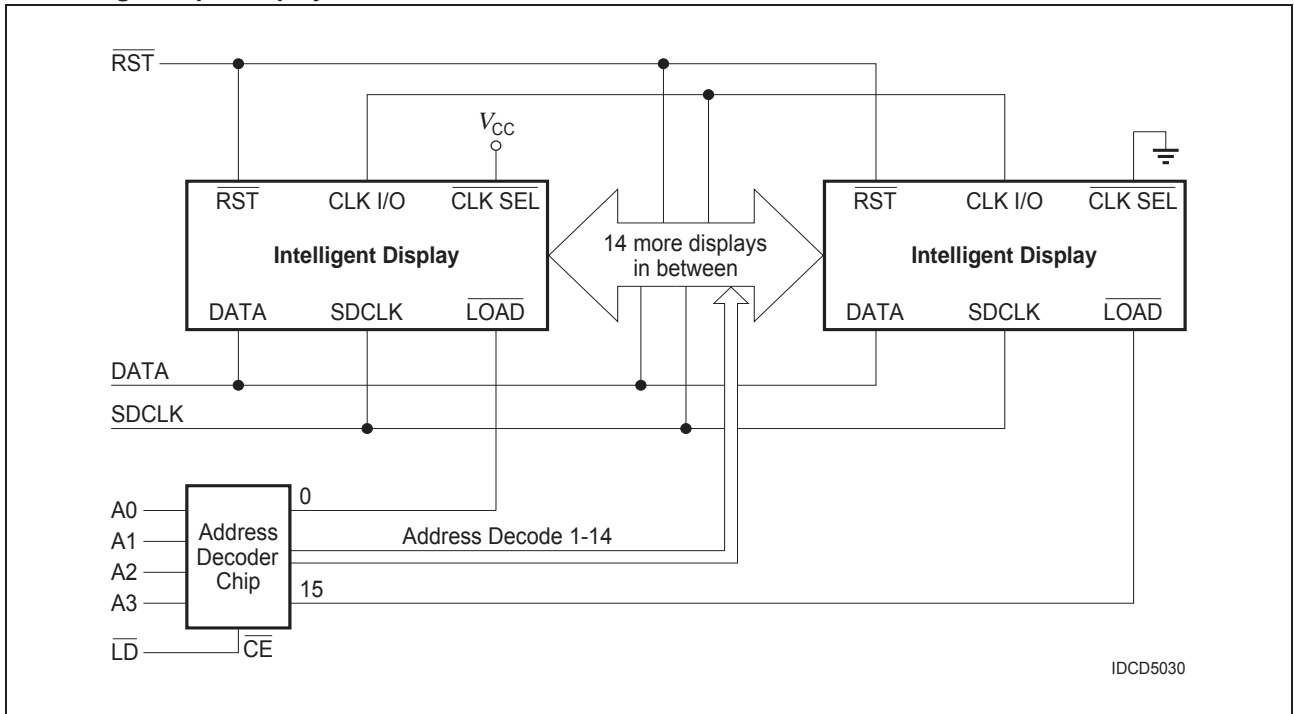 RST
VCC
RST CLK I/O CLK SEL
Intelligent Display
DATA SDCLK LOAD
14 more displays
in between
RST CLK I/O CLK SEL
Intelligent Display
DATA SDCLK LOAD
DATA
SDCLK
A0
A1
A2
A3
Address
Decoder
Chip
0
Address Decode 1-14
15
LD
CE
IDCD5030